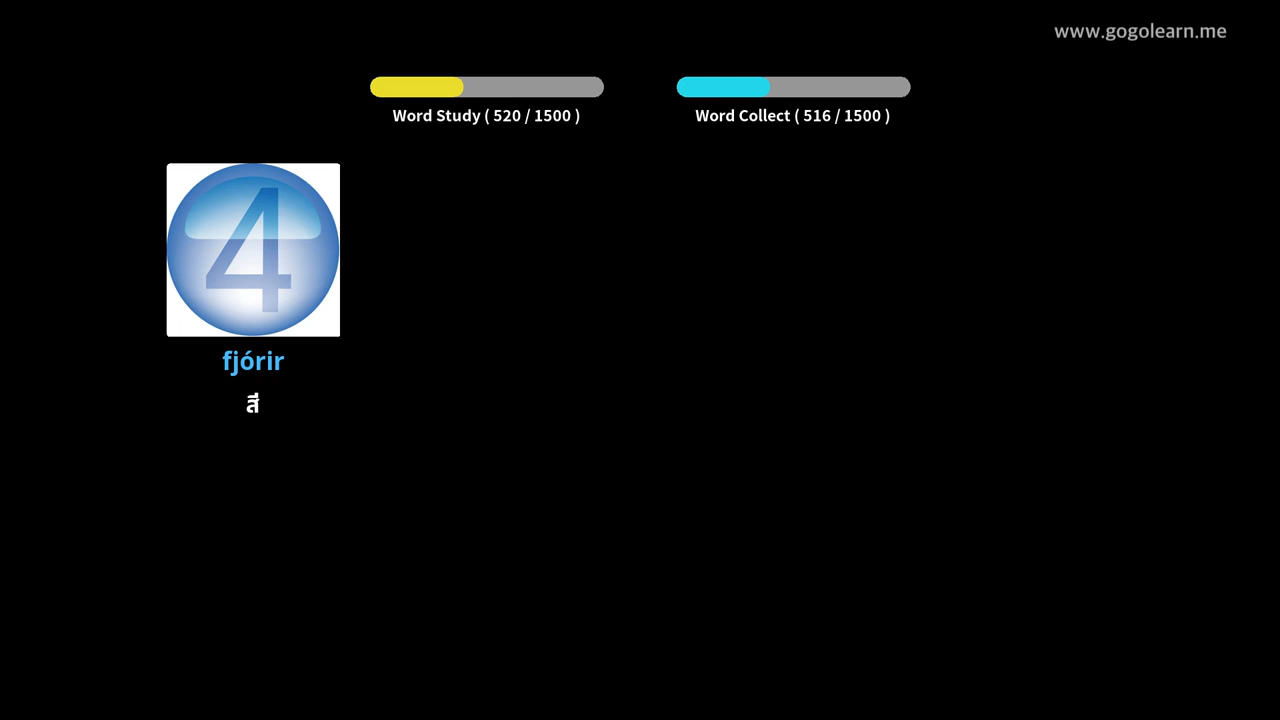 www.gogolearn.me
Word Study ( 520 / 1500 )
Word Collect ( 516 / 1500 )
4
fjórir
สี่